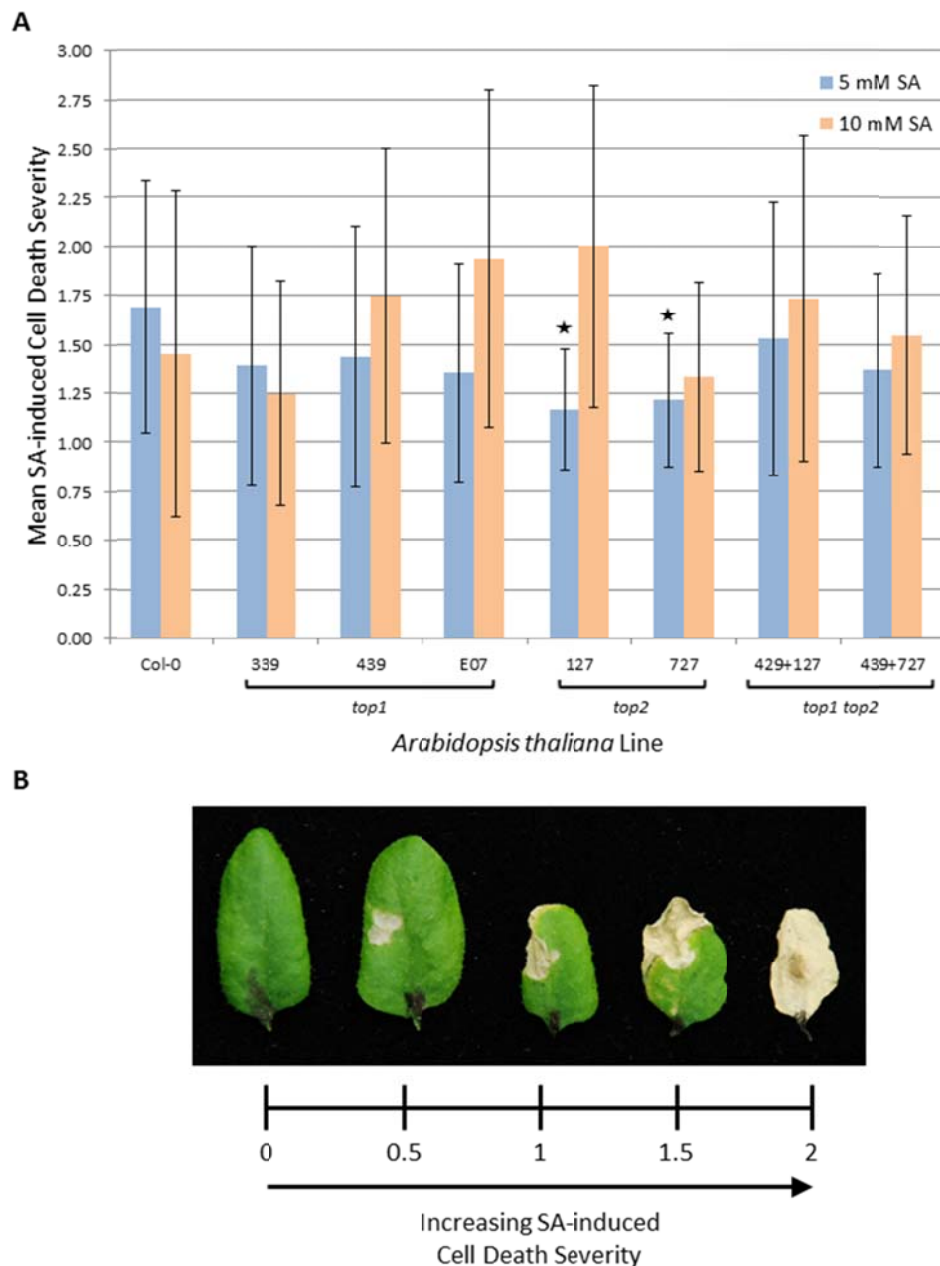 A
3.00
2.75
2.50
2.25
2.00
1.75
1.50
1.25
1.00
0.75
0.50
0.25
0.00
Mean SA-induced Cell Death Severity
5 mM SA
10 mM SA
★ ★
Col-0 339 439 E07 127 727 429+127 439+727
top1 top2 top1 top2
Arabidopsis thaliana Line
B
0 0.5 1 1.5 2
Increasing SA-induced
Cell Death Severity